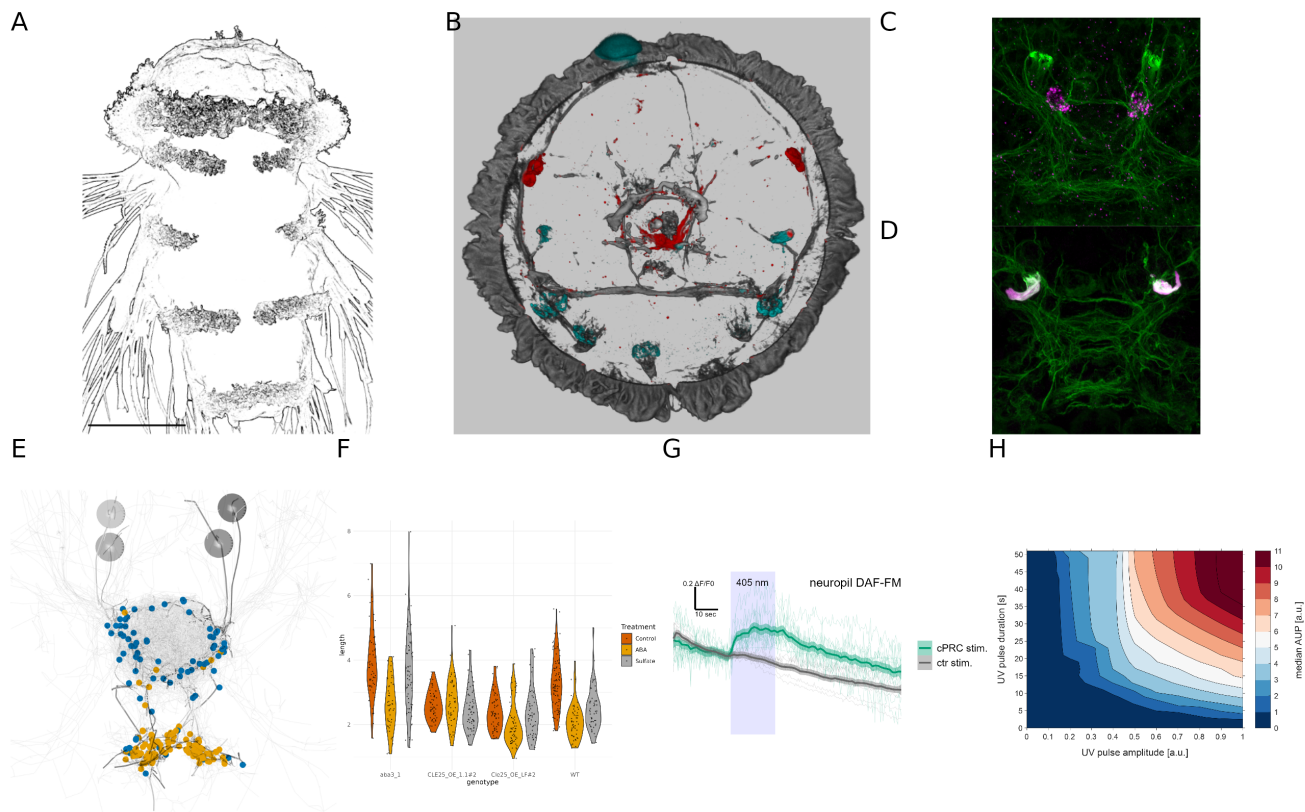 A
B
C
D
E
F
G
H
8
6
4
2
length
aba3_1
CLE25_OE_1.1#2
Cle25_OE_LF#2
WT
genotype
Treatment
Control
ABA
Sulfate
0.2 ΔF/F0
10 sec
405 nm
neuropil DAF-FM
cPRC stim.
ctr stim.
UV pulse duration [s]
50
45
40
35
30
25
20
15
10
5
0
0 0.1 0.2 0.3 0.4 0.5 0.6 0.7 0.8 0.9 1
UV pulse amplitude [a.u.]
11
10
9
8
7
6
5
4
3
2
1
0
median AUP [a.u.]